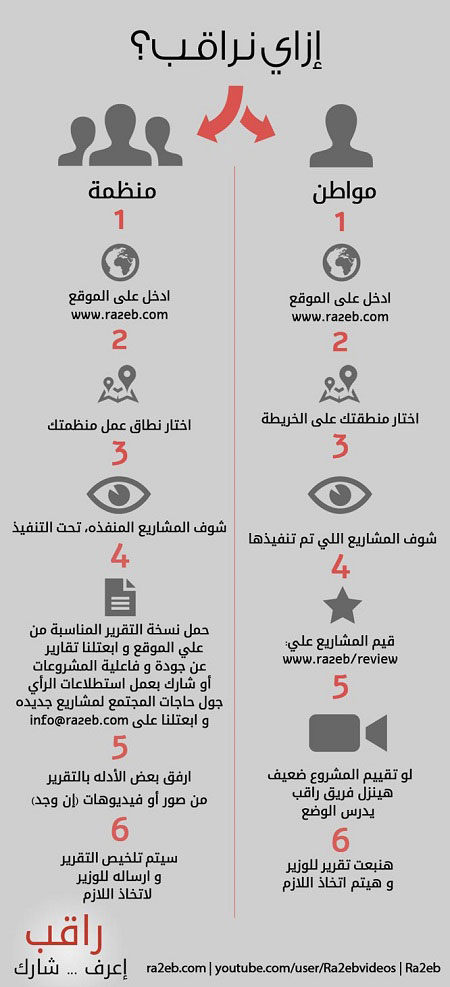 إزاي نراقب؟
مواطن
1
ادخل على الموقع
www.ra2eb.com
2
اختار منطقتك على الخريطة
3
شوف المشاريع اللي تم تنفيذها
4
قيم المشاريع علي:
www.ra2eb/review
5
لو تقييم المشروع ضعيف
هينزل فريق راقب
يدرس الوضع
6
هنبعت تقرير للوزير
و هيتم اتخاذ اللازم
منظمة
1
ادخل على الموقع
www.ra2eb.com
2
اختار نطاق عمل منظمتك
3
شوف المشاريع المنفذه، تحت التنفيذ
4
حمل نسخة التقرير المناسبة من
علي الموقع و ابعتلنا تقارير
عن جودة و فاعلية المشروعات
أو شارك بعمل استطلاعات الرأي
جول حاجات المجتمع لمشاريع جديده
و ابعتلنا على info@ra2eb.com
5
ارفق بعض الأدله بالتقرير
من صور أو فيديوهات (إن وجد)
6
سيتم تلخيص التقرير
و ارساله للوزير
لاتخاذ اللازم
راقب
إعرف ... شارك
ra2eb.com | youtube.com/user/Ra2ebvideos | Ra2eb